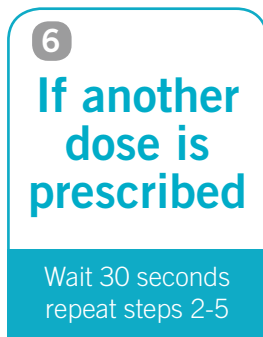 6
If another
dose is
prescribed
Wait 30 seconds
repeat steps 2-5